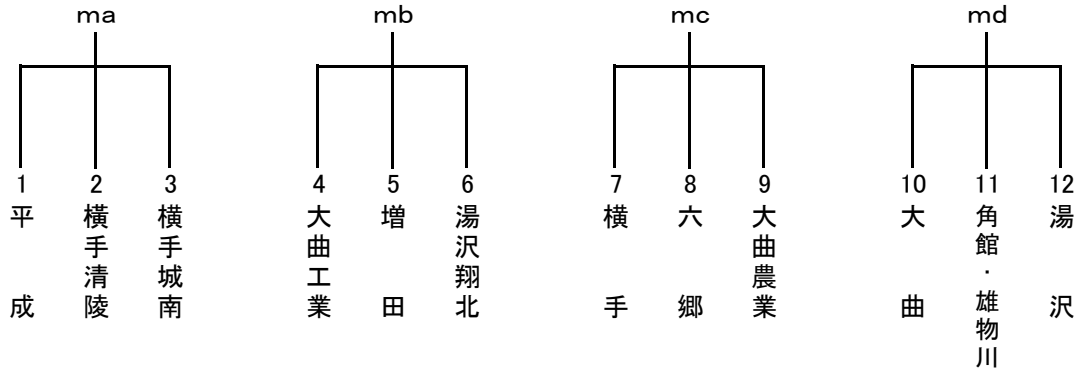 ma mb mc md
1 2 3 4 5 6 7 8 9 10 11 12
平成
横手清陵
横手城南
大曲工業
増田
湯沢翔北
横手
六郷
大曲農業
大曲
角館・雄物川
湯沢